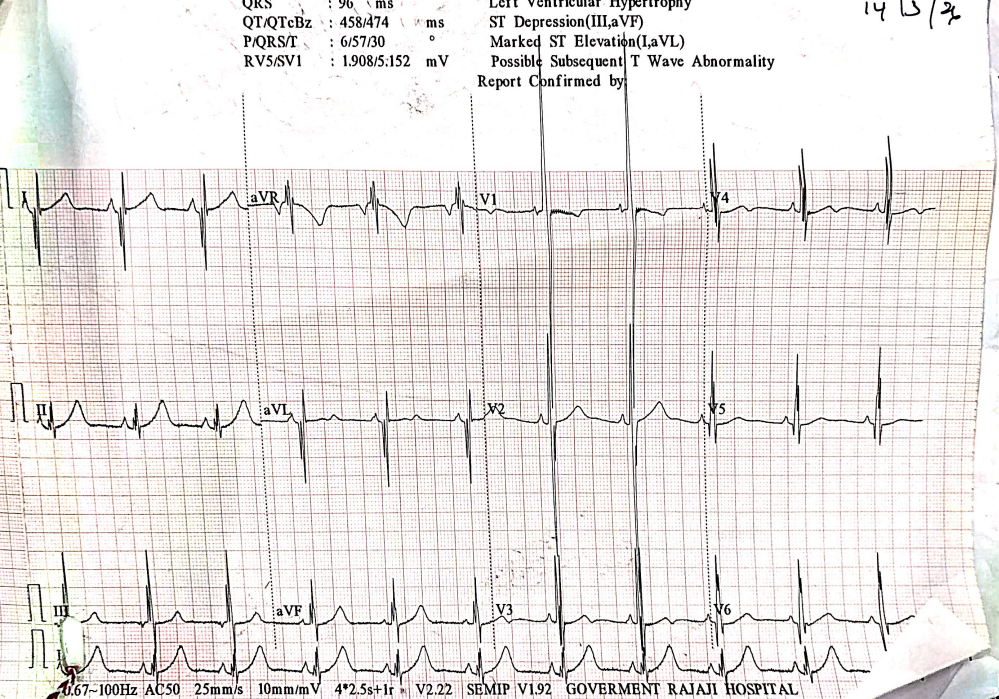 QRS : 96 ms
Left Ventricular Hypertrophy
QT/QTcBz : 458/474 ms
ST Depression(III,aVF)
P/QRS/T : 6/57/30 °
Marked ST Elevation(I,aVL)
RV5/SV1 : 1.908/5.152 mV
Possible Subsequent T Wave Abnormality
Report Confirmed by:
I aVR V1 V4
II aVL V2 V5
III aVF V3 V6
0.67~100Hz AC50 25mm/s 10mm/mV 4*2.5s+1r V2.22 SEMIP V1.92 GOVERMENT RAJAJI HOSPITAL